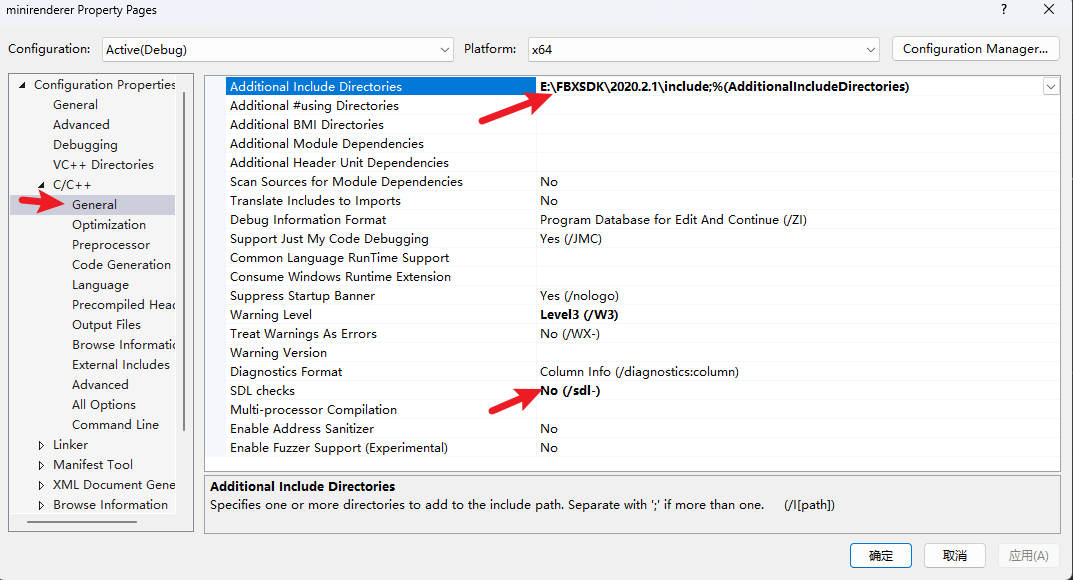 minirenderer Property Pages
Configuration: Active(Debug) Platform: x64 Configuration Manager...
Configuration Properties
General
Advanced
Debugging
VC++ Directories
C/C++
General
Optimization
Preprocessor
Code Generation
Language
Precompiled Head
Output Files
Browse Informatio
External Includes
Advanced
All Options
Command Line
Linker
Manifest Tool
XML Document Gene
Browse Information
Additional Include Directories E:\FBXSDK\2020.2.1\include;%(AdditionalIncludeDirectories)
Additional #using Directories
Additional BMI Directories
Additional Module Dependencies
Additional Header Unit Dependencies
Scan Sources for Module Dependencies No
Translate Includes to Imports No
Debug Information Format Program Database for Edit And Continue (/ZI)
Support Just My Code Debugging Yes (/JMC)
Common Language RunTime Support
Consume Windows Runtime Extension
Suppress Startup Banner Yes (/nologo)
Warning Level Level3 (/W3)
Treat Warnings As Errors No (/WX-)
Warning Version
Diagnostics Format Column Info (/diagnostics:column)
SDL checks No (/sdl-)
Multi-processor Compilation
Enable Address Sanitizer No
Enable Fuzzer Support (Experimental) No
Additional Include Directories
Specifies one or more directories to add to the include path. Separate with ';' if more than one. (/I[path])
确定 取消 应用(A)